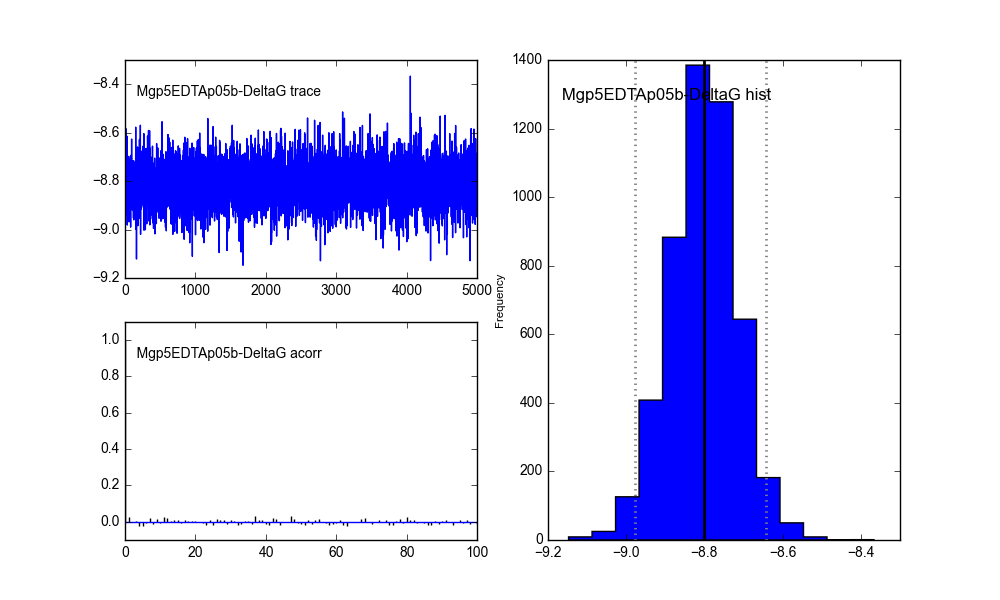 Mgp5EDTAp05b-DeltaG trace
−8.4
−8.6
−8.8
−9.0
−9.2
0 1000 2000 3000 4000 5000
Mgp5EDTAp05b-DeltaG acorr
1.0
0.8
0.6
0.4
0.2
0.0
0 20 40 60 80 100
Mgp5EDTAp05b-DeltaG hist
Frequency
1400
1200
1000
800
600
400
200
0
−9.2 −9.0 −8.8 −8.6 −8.4